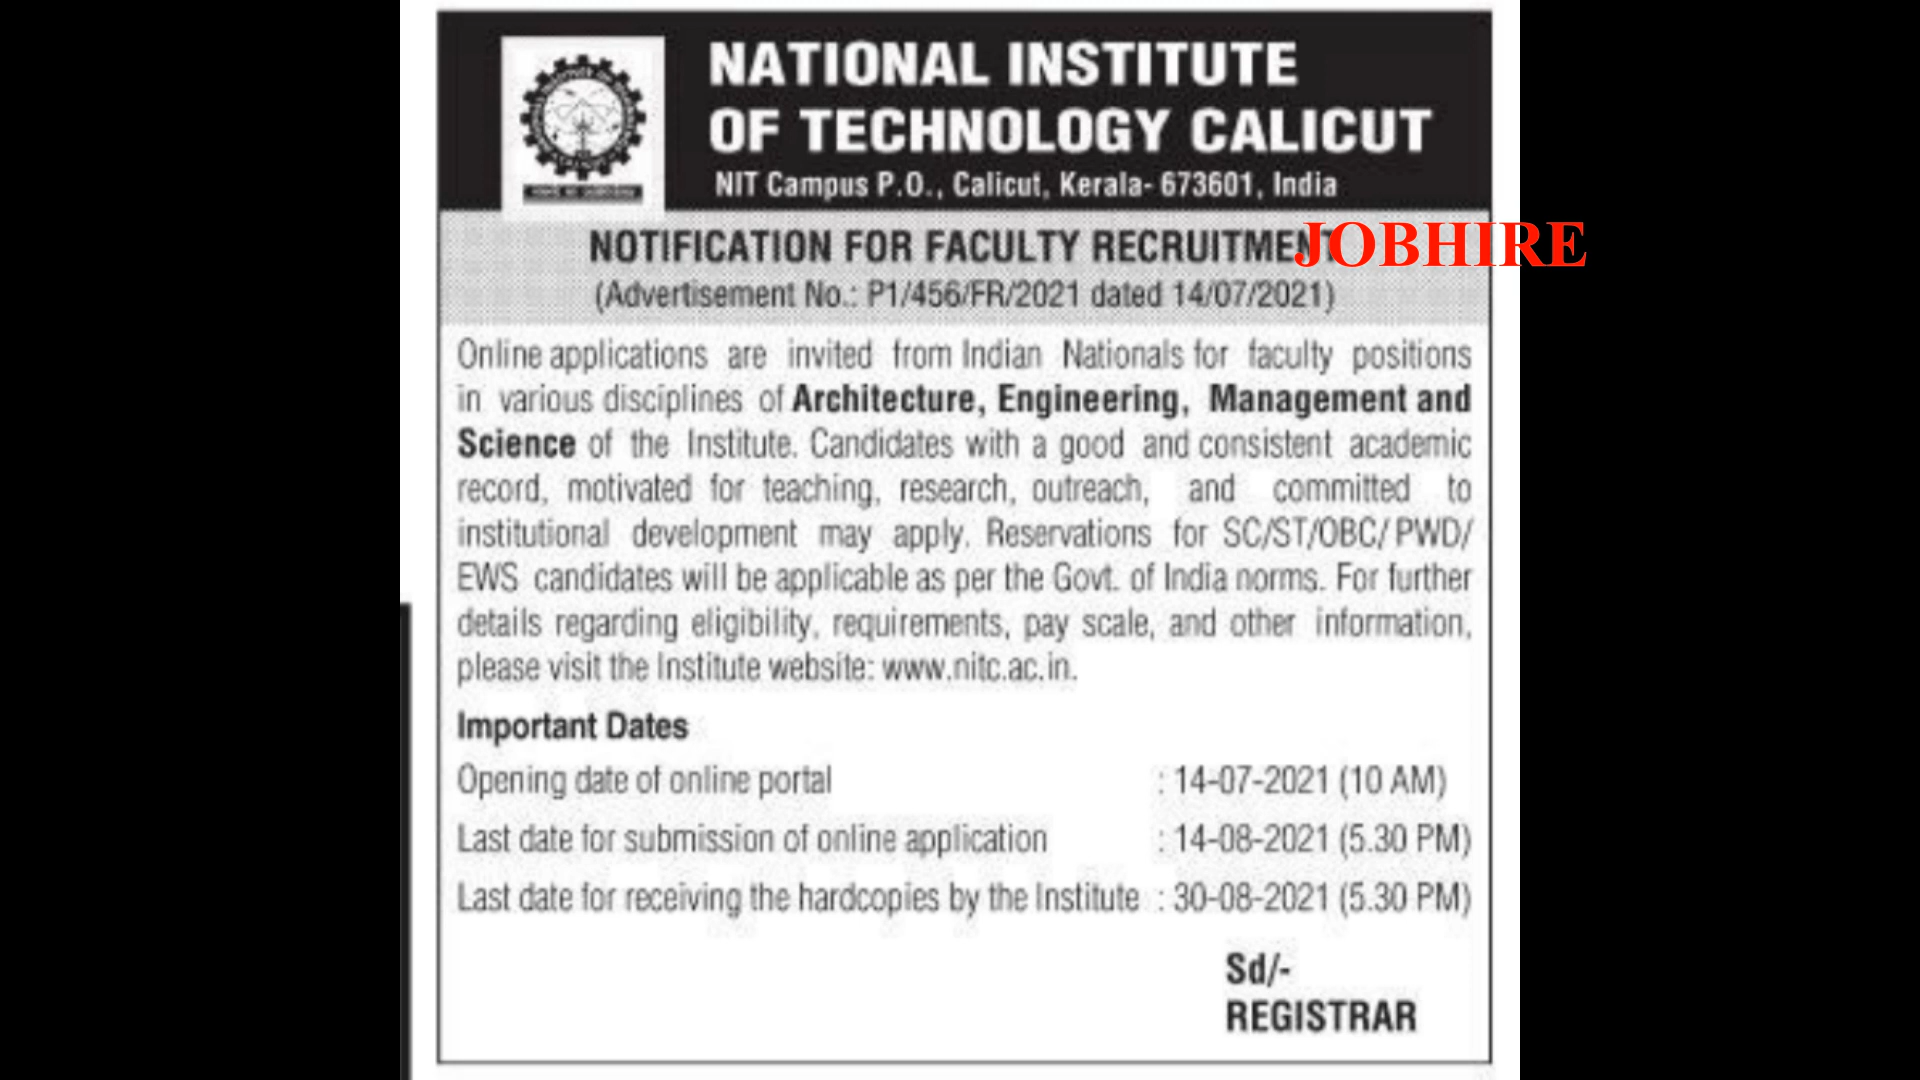 NATIONAL INSTITUTE
OF TECHNOLOGY CALICUT
NIT Campus P.O., Calicut, Kerala- 673601, India
NOTIFICATION FOR FACULTY RECRUITMENT
JOBHIRE
(Advertisement No.: P1/456/FR/2021 dated 14/07/2021)
Online applications are invited from Indian Nationals for faculty positions
in various disciplines of Architecture, Engineering, Management and
Science of the Institute. Candidates with a good and consistent academic
record, motivated for teaching, research, outreach, and committed to
institutional development may apply. Reservations for SC/ST/OBC/ PWD/
EWS candidates will be applicable as per the Govt. of India norms. For further
details regarding eligibility, requirements, pay scale, and other information,
please visit the Institute website: www.nitc.ac.in.
Important Dates
Opening date of online portal : 14-07-2021 (10 AM)
Last date for submission of online application : 14-08-2021 (5.30 PM)
Last date for receiving the hardcopies by the Institute : 30-08-2021 (5.30 PM)
Sd/-
REGISTRAR